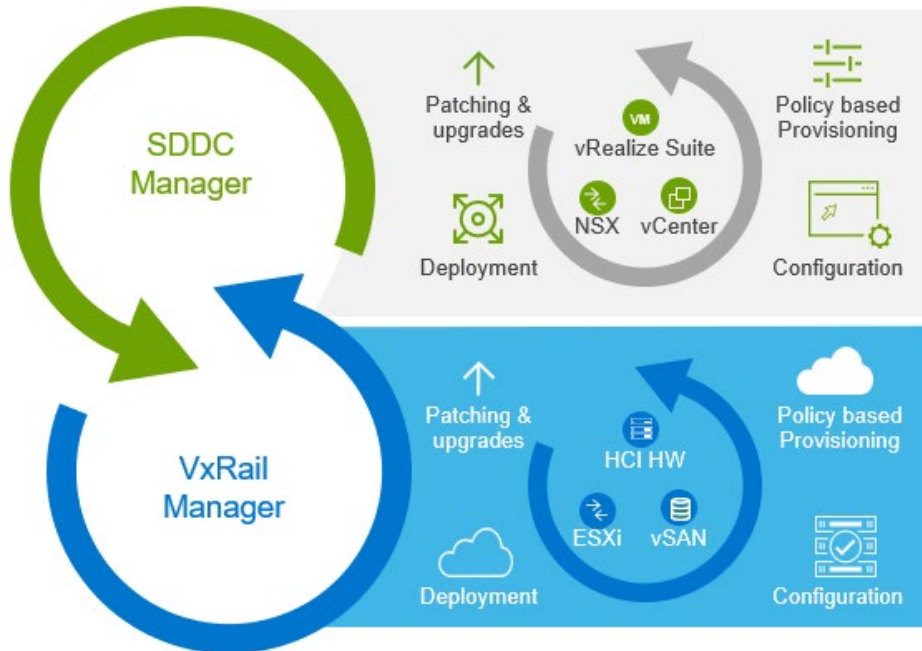 SDDC
Manager
Patching &
upgrades
VM
vRealize Suite
Policy based
Provisioning
NSX
vCenter
Deployment
Configuration
VxRail
Manager
Patching &
upgrades
HCI HW
Policy based
Provisioning
ESXi
vSAN
Deployment
Configuration